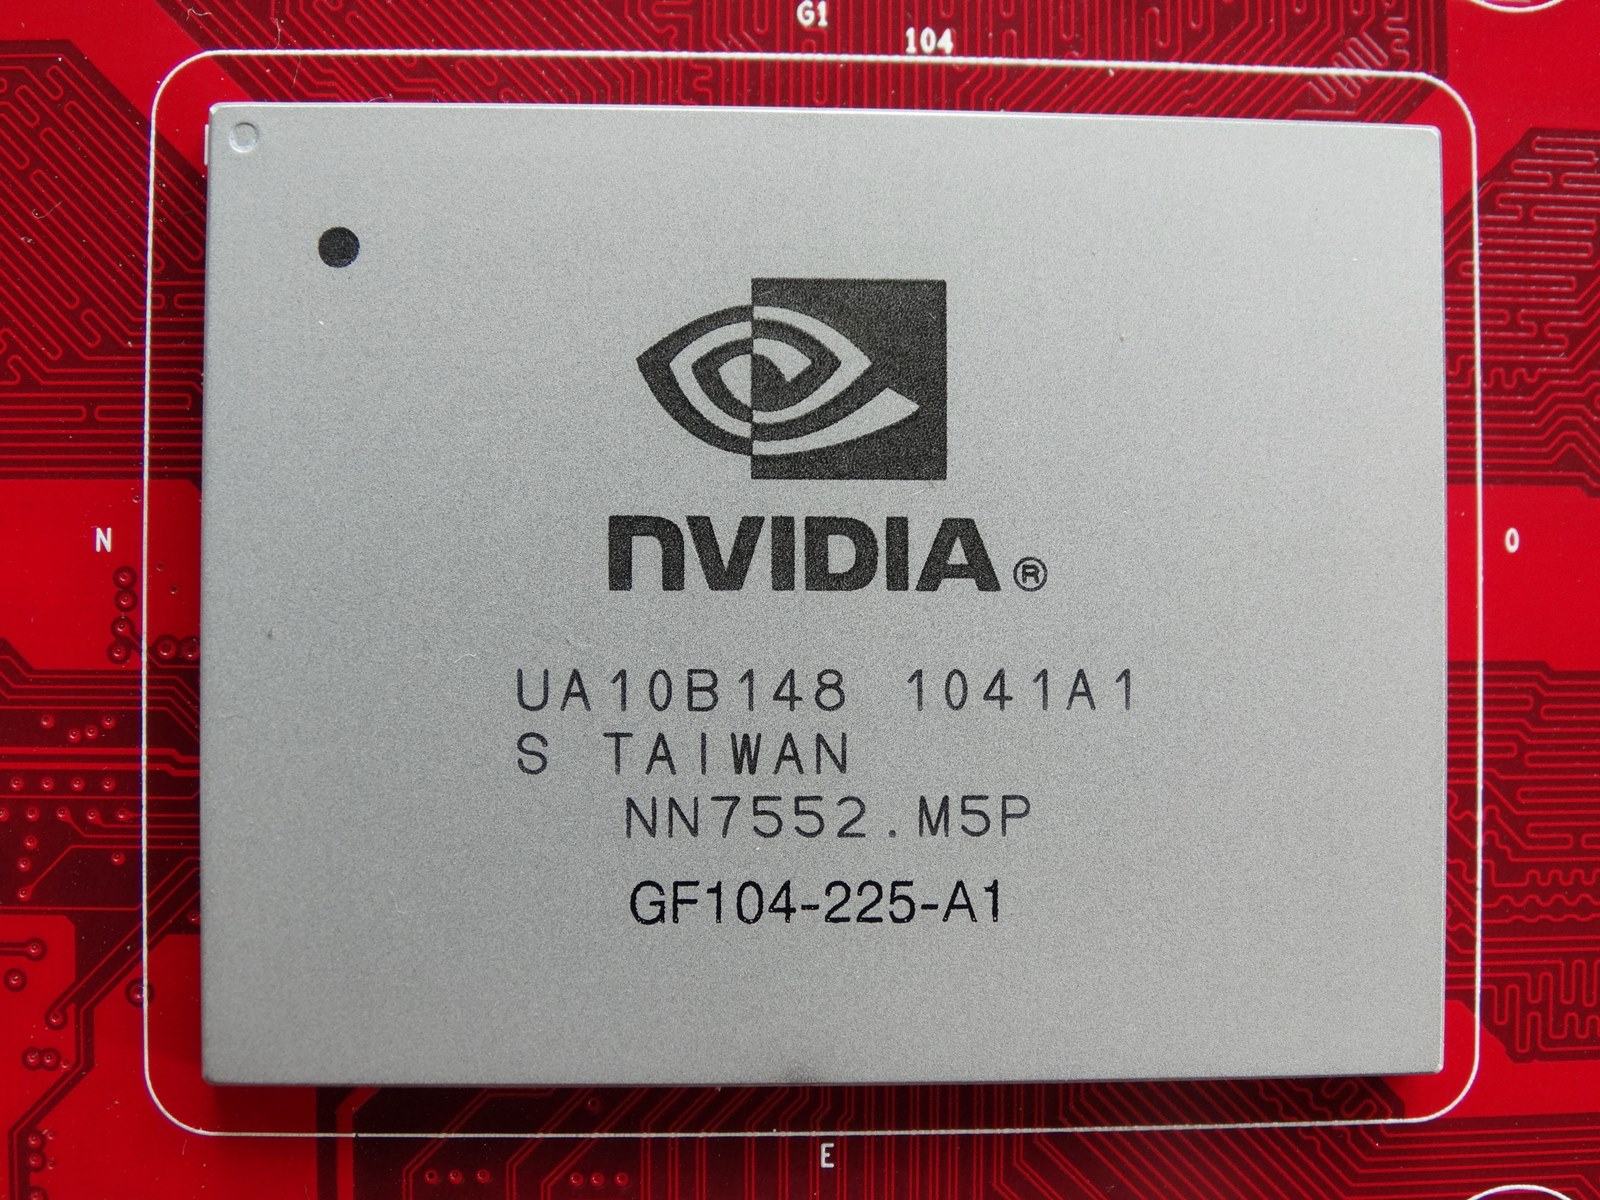 G1
104
N
O
NVIDIA®
UA10B148 1041A1
S TAIWAN
NN7552.M5P
GF104-225-A1
E